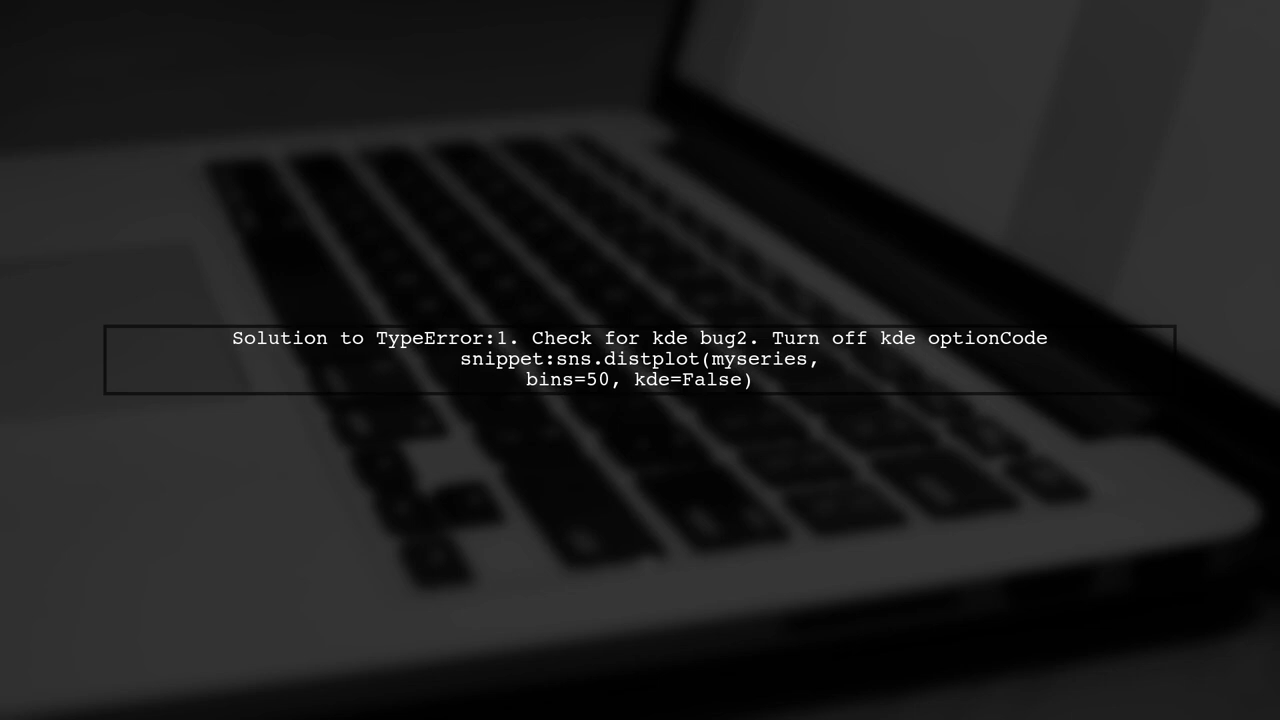 Solution to TypeError:1. Check for kde bug2. Turn off kde optionCode
snippet:sns.distplot(myseries,
bins=50, kde=False)